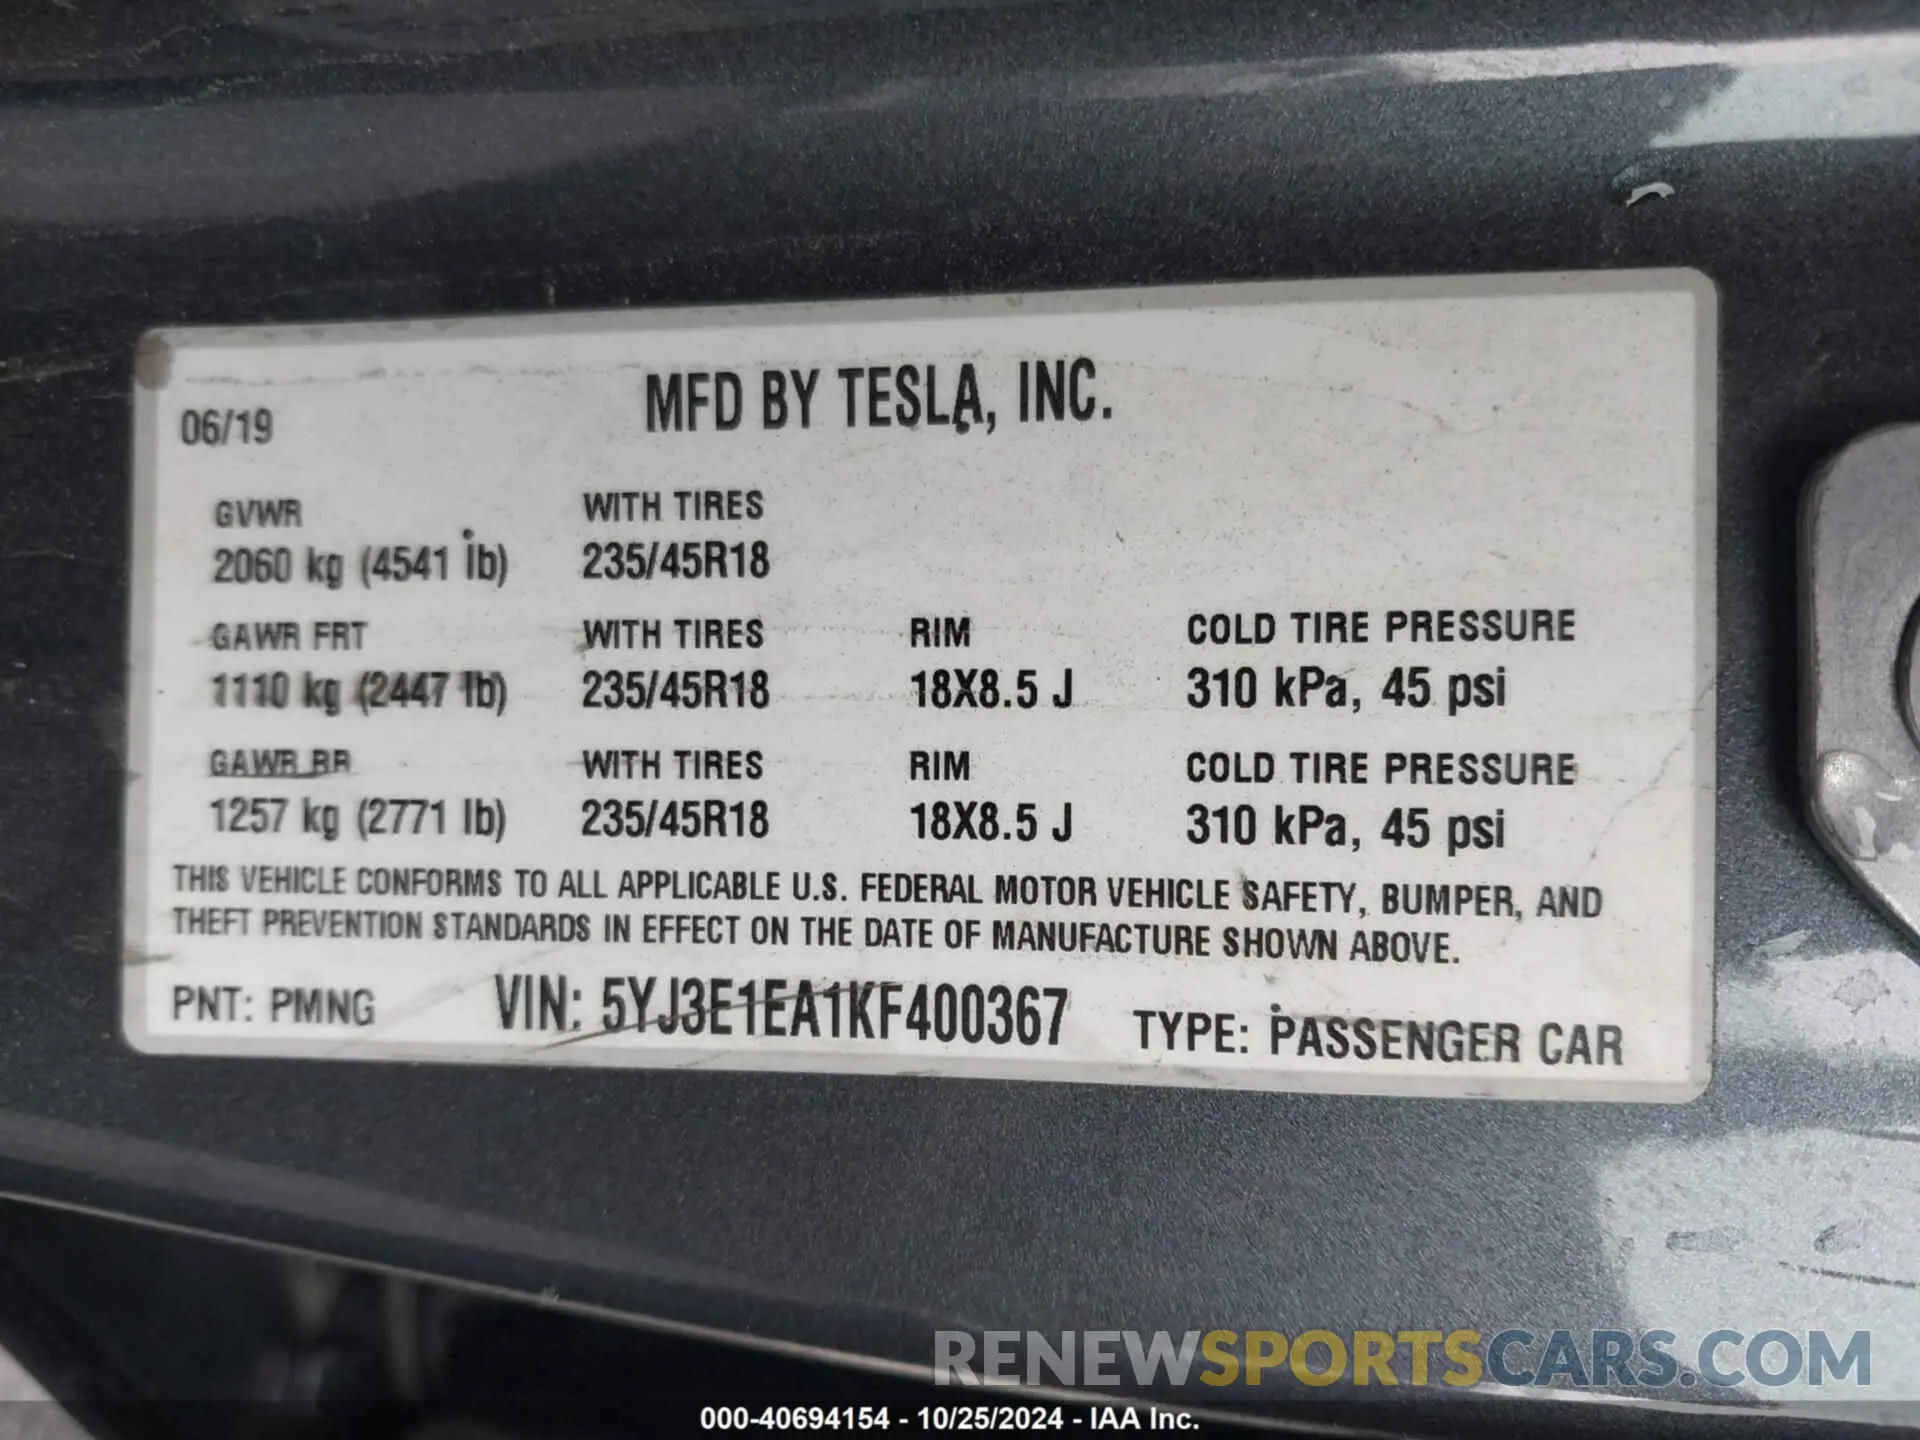 MFD BY TESLA, INC.
06/19
GVWR WITH TIRES
2060 kg (4541 lb) 235/45R18
GAWR FRT WITH TIRES RIM COLD TIRE PRESSURE
1110 kg (2447 lb) 235/45R18 18X8.5 J 310 kPa, 45 psi
GAWR RR WITH TIRES RIM COLD TIRE PRESSURE
1257 kg (2771 lb) 235/45R18 18X8.5 J 310 kPa, 45 psi
THIS VEHICLE CONFORMS TO ALL APPLICABLE U.S. FEDERAL MOTOR VEHICLE SAFETY, BUMPER, AND
THEFT PREVENTION STANDARDS IN EFFECT ON THE DATE OF MANUFACTURE SHOWN ABOVE.
PNT: PMNG VIN: 5YJ3E1EA1KF400367 TYPE: PASSENGER CAR
RENEWSPORTSCARS.COM
000-40694154 - 10/25/2024 - IAA Inc.